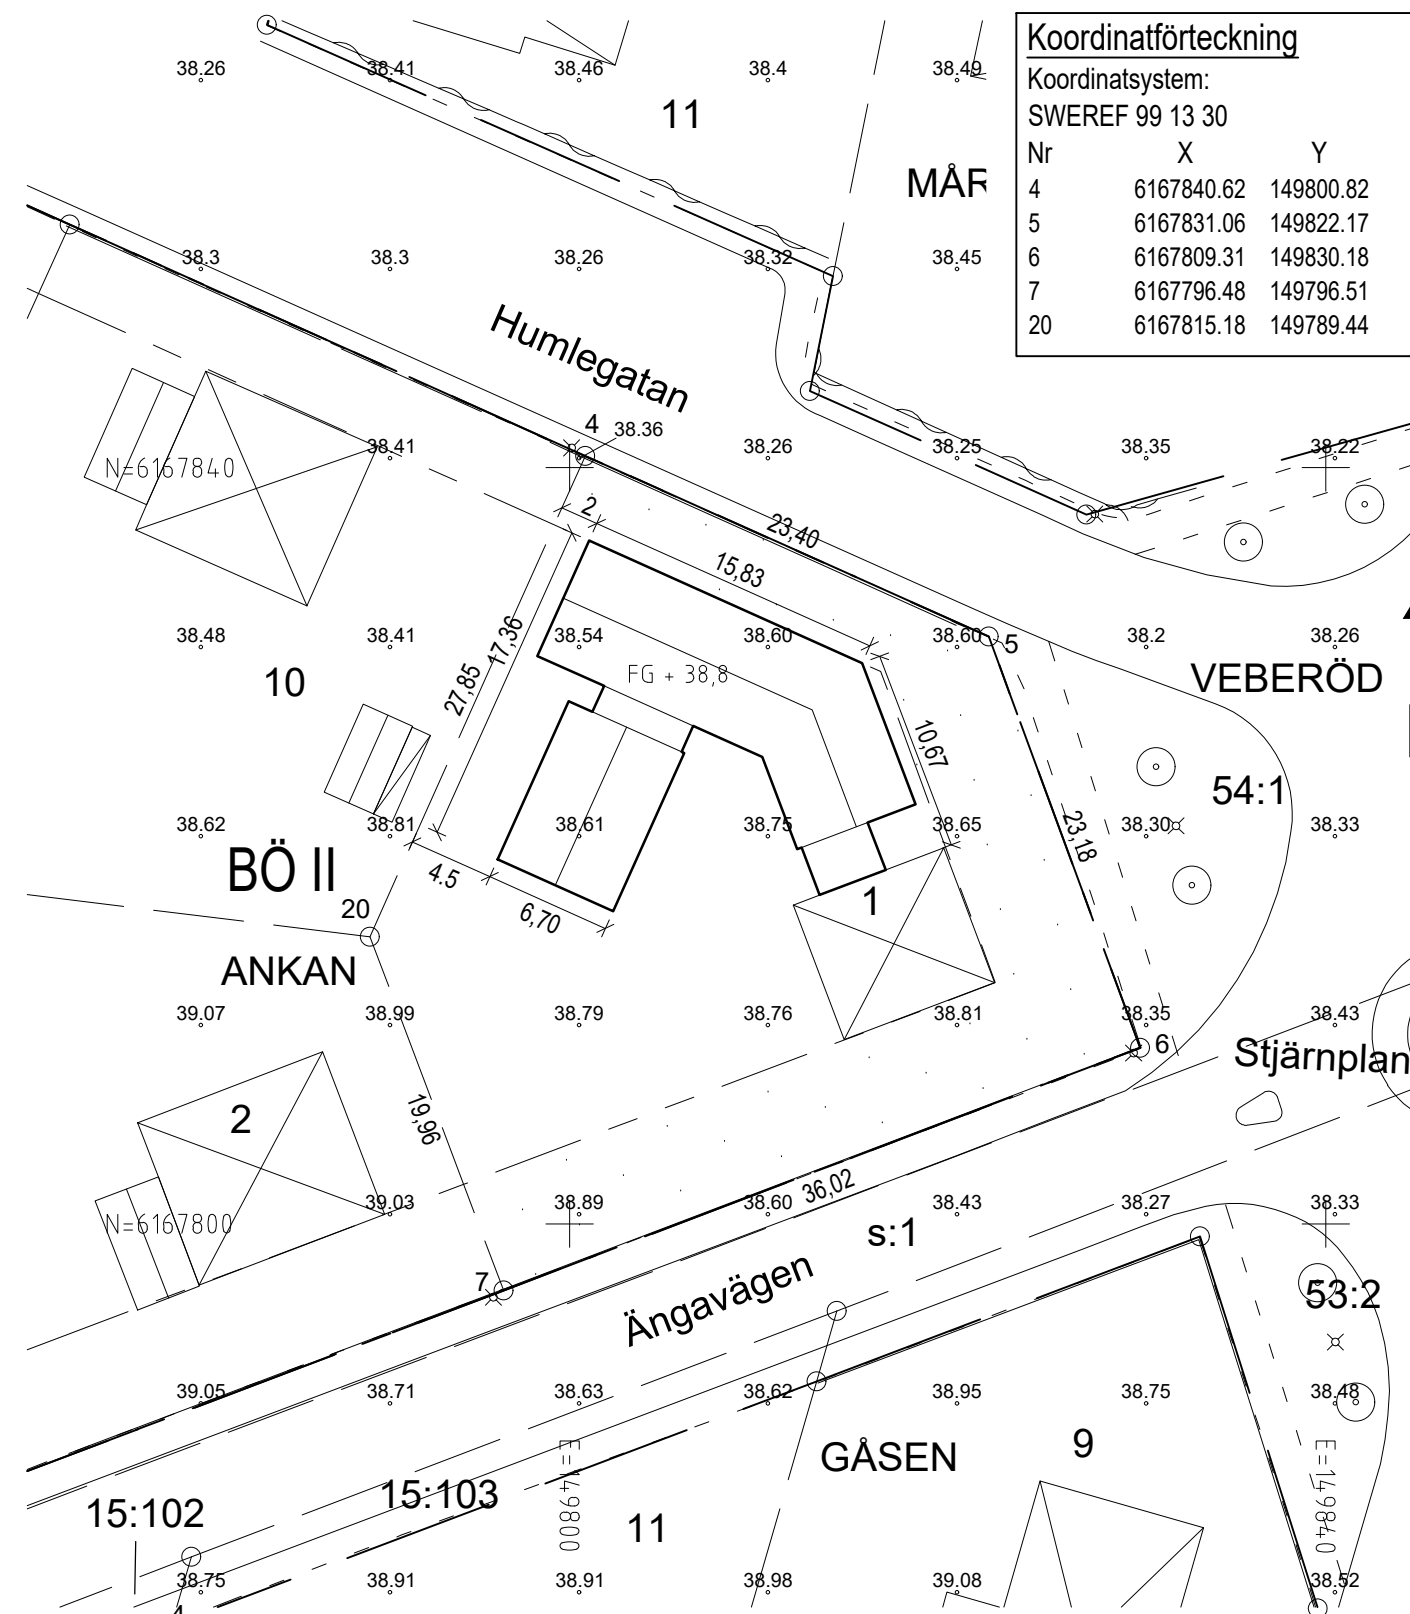 Koordinatförteckning
Koordinatsystem:
SWEREF 99 13 30
Nr X Y
4 6167840.62 149800.82
5 6167831.06 149822.17
6 6167809.31 149830.18
7 6167796.48 149796.51
20 6167815.18 149789.44
38.26 38.41 38.46 38.4 38.49
11
MÅR
38.3 38.3 38.26 38.32 38.45
Humlegatan
4 38.36
38.41 38.26 38.25 38.35 38.22
N=6167840
2
23,40
15,83
38.48 38.41 38.54 38.60 38.60 5 38.2 38.26
17,36
27,85
10 FG + 38,8 VEBERÖD
10,67
54:1
38.62 38.81 38.61 38.75 38.65 38.30 38.33
23,18
BÖ II
4.5
6,70
1
20
ANKAN
39.07 38.99 38.79 38.76 38.81 38.35 38.43
6
Stjärnplan
2
19,96
36,02
39.03 38.89 38.60 38.43 38.27 38.33
N=6167800
s:1
7
Ängavägen
53:2
39.05 38.71 38.63 38.62 38.95 38.75 38.48
GÅSEN 9
E=149800
E=149840
15:102 15:103
11
38.75 38.91 38.91 38.98 39.08 38.52